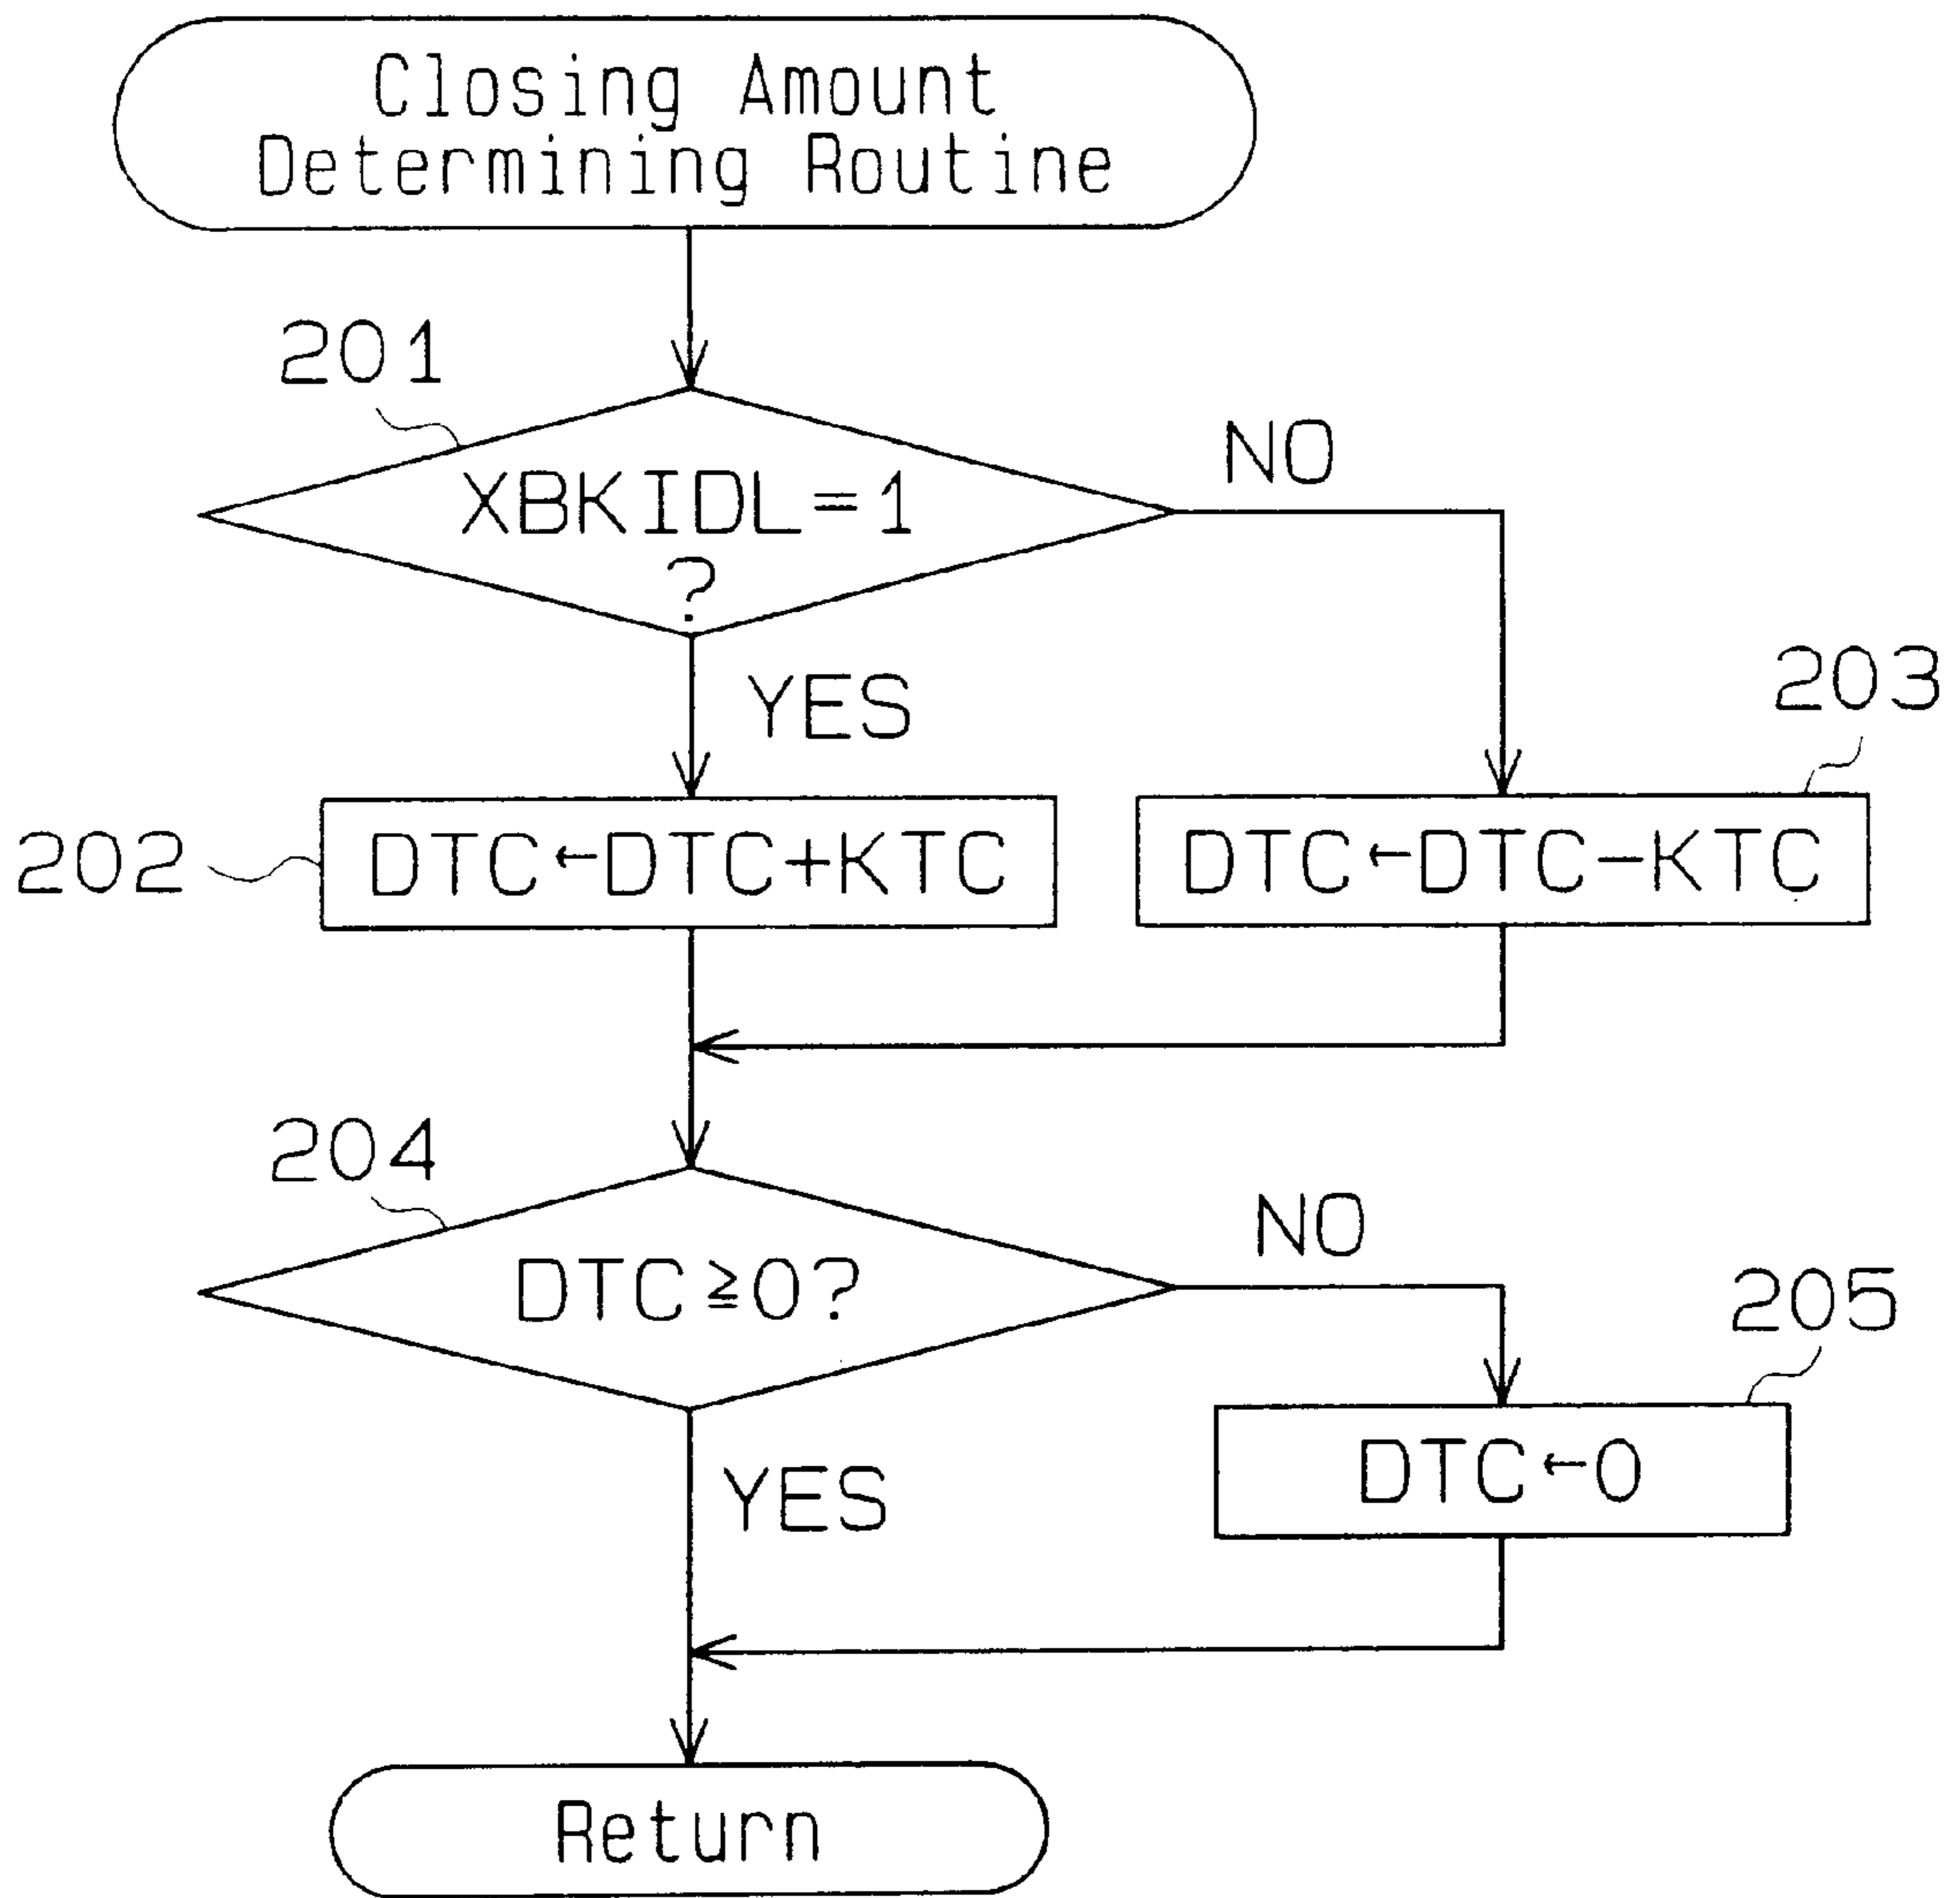 Closing Amount
Determining Routine
201
XBKIDL=1
?
NO
YES
203
202
DTC←DTC+KTC
DTC←DTC−KTC
204
DTC≧0?
NO
205
YES
DTC←0
Return